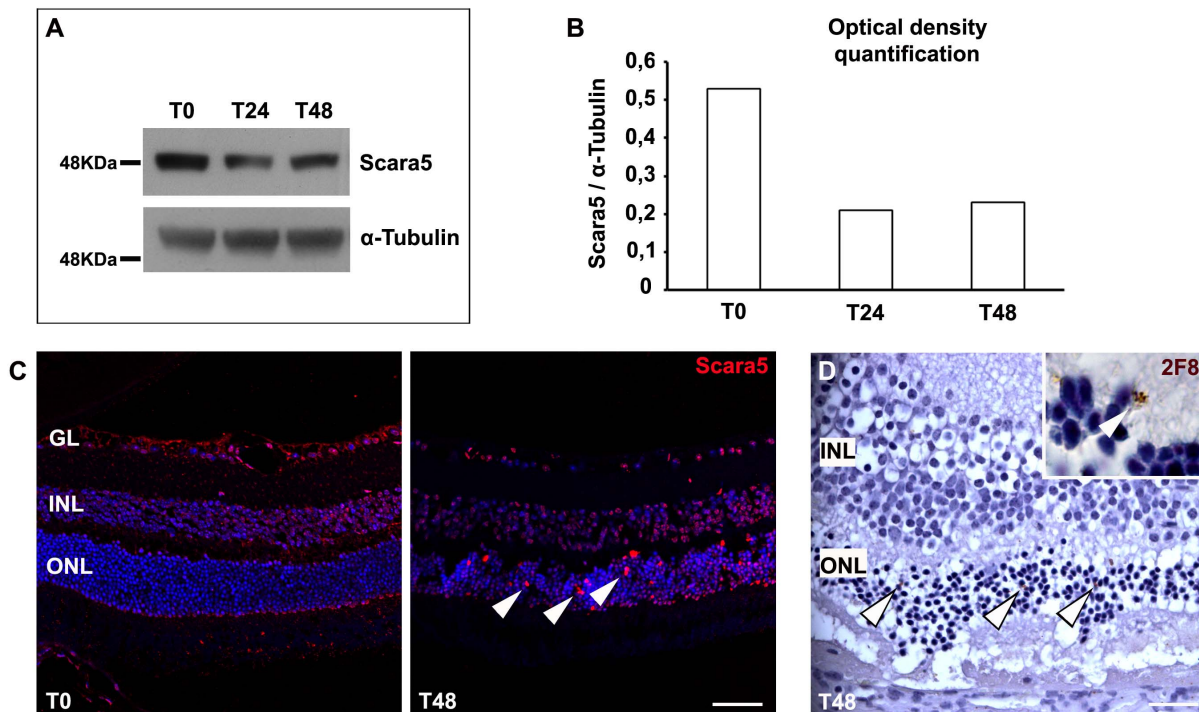 A
T0 T24 T48
48KDa
Scara5
48KDa
α-Tubulin
B
Optical density
quantification
Scara5 / α-Tubulin
0,6
0,5
0,4
0,3
0,2
0,1
0
T0 T24 T48
C
GL
INL
ONL
T0
Scara5
T48
D
2F8
INL
ONL
T48